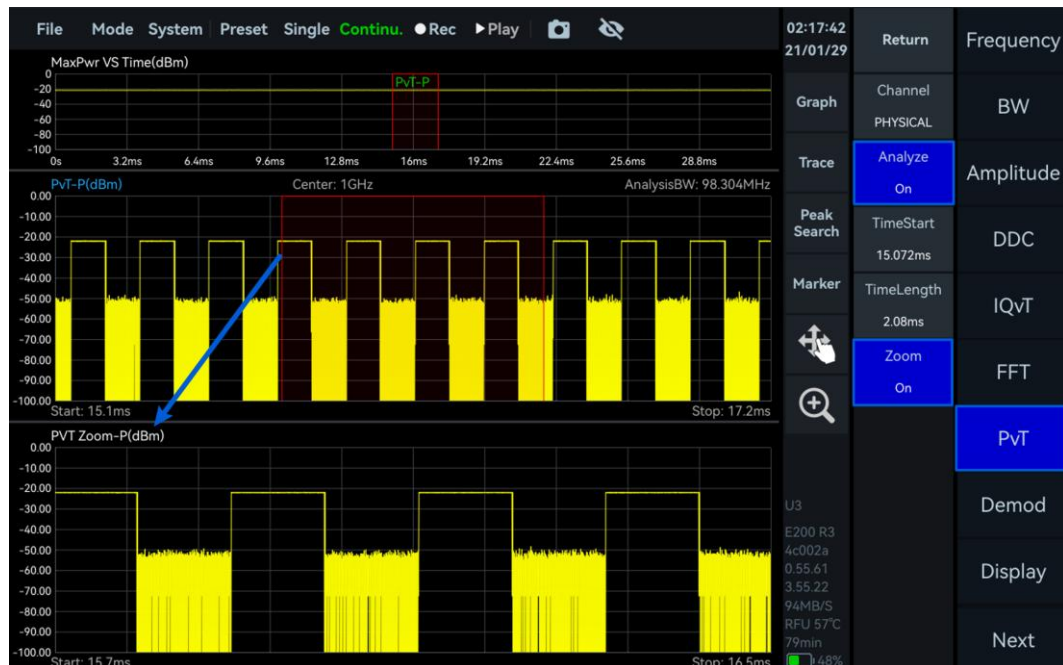 File Mode System Preset Single Continu. Rec Play
MaxPwr VS Time(dBm)
PvT-P
0
-20
-40
-60
-80
-100
0s 3.2ms 6.4ms 9.6ms 12.8ms 16ms 19.2ms 22.4ms 25.6ms 28.8ms
PvT-P(dBm) Center: 1GHz AnalysisBW: 98.304MHz
0.00
-10.00
-20.00
-30.00
-40.00
-50.00
-60.00
-70.00
-80.00
-90.00
-100.00
Start: 15.1ms Stop: 17.2ms
PVT Zoom-P(dBm)
0.00
-10.00
-20.00
-30.00
-40.00
-50.00
-60.00
-70.00
-80.00
-90.00
-100.00
Start: 15.7ms Stop: 16.5ms
02:17:42
21/01/29
Graph
Trace
Peak
Search
Marker
U3
E200 R3
4c002a
0.55.61
3.55.22
94MB/S
RFU 57℃
79min
48%
Return
Channel
PHYSICAL
Analyze
On
TimeStart
15.072ms
TimeLength
2.08ms
Zoom
On
Frequency
BW
Amplitude
DDC
IQvT
FFT
PvT
Demod
Display
Next